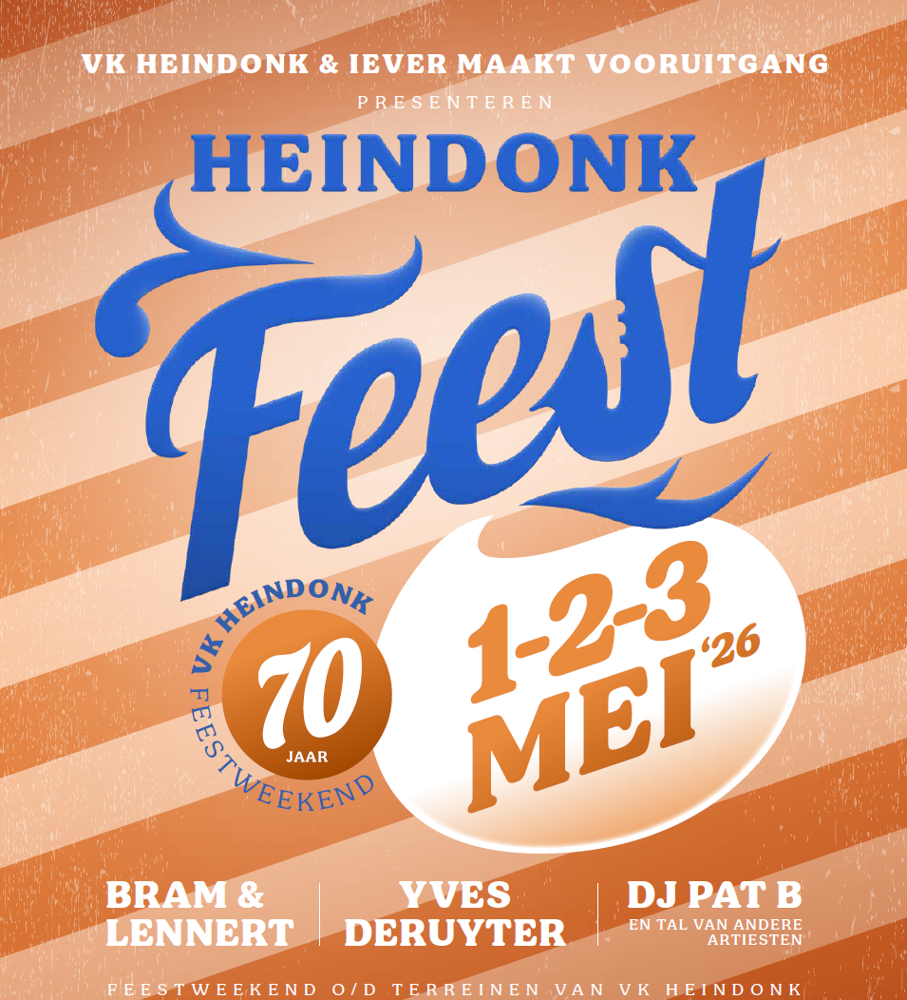 VK HEINDONK & IEVER MAAKT VOORUITGANG
PRESENTEREN
HEINDONK
Feest
1-2-3
MEI '26
VK HEINDONK
70
JAAR
FEESTWEEKEND
BRAM &
LENNERT
YVES
DERUYTER
DJ PAT B
EN TAL VAN ANDERE
ARTIESTEN
FEESTWEEKEND O/D TERREINEN VAN VK HEINDONK